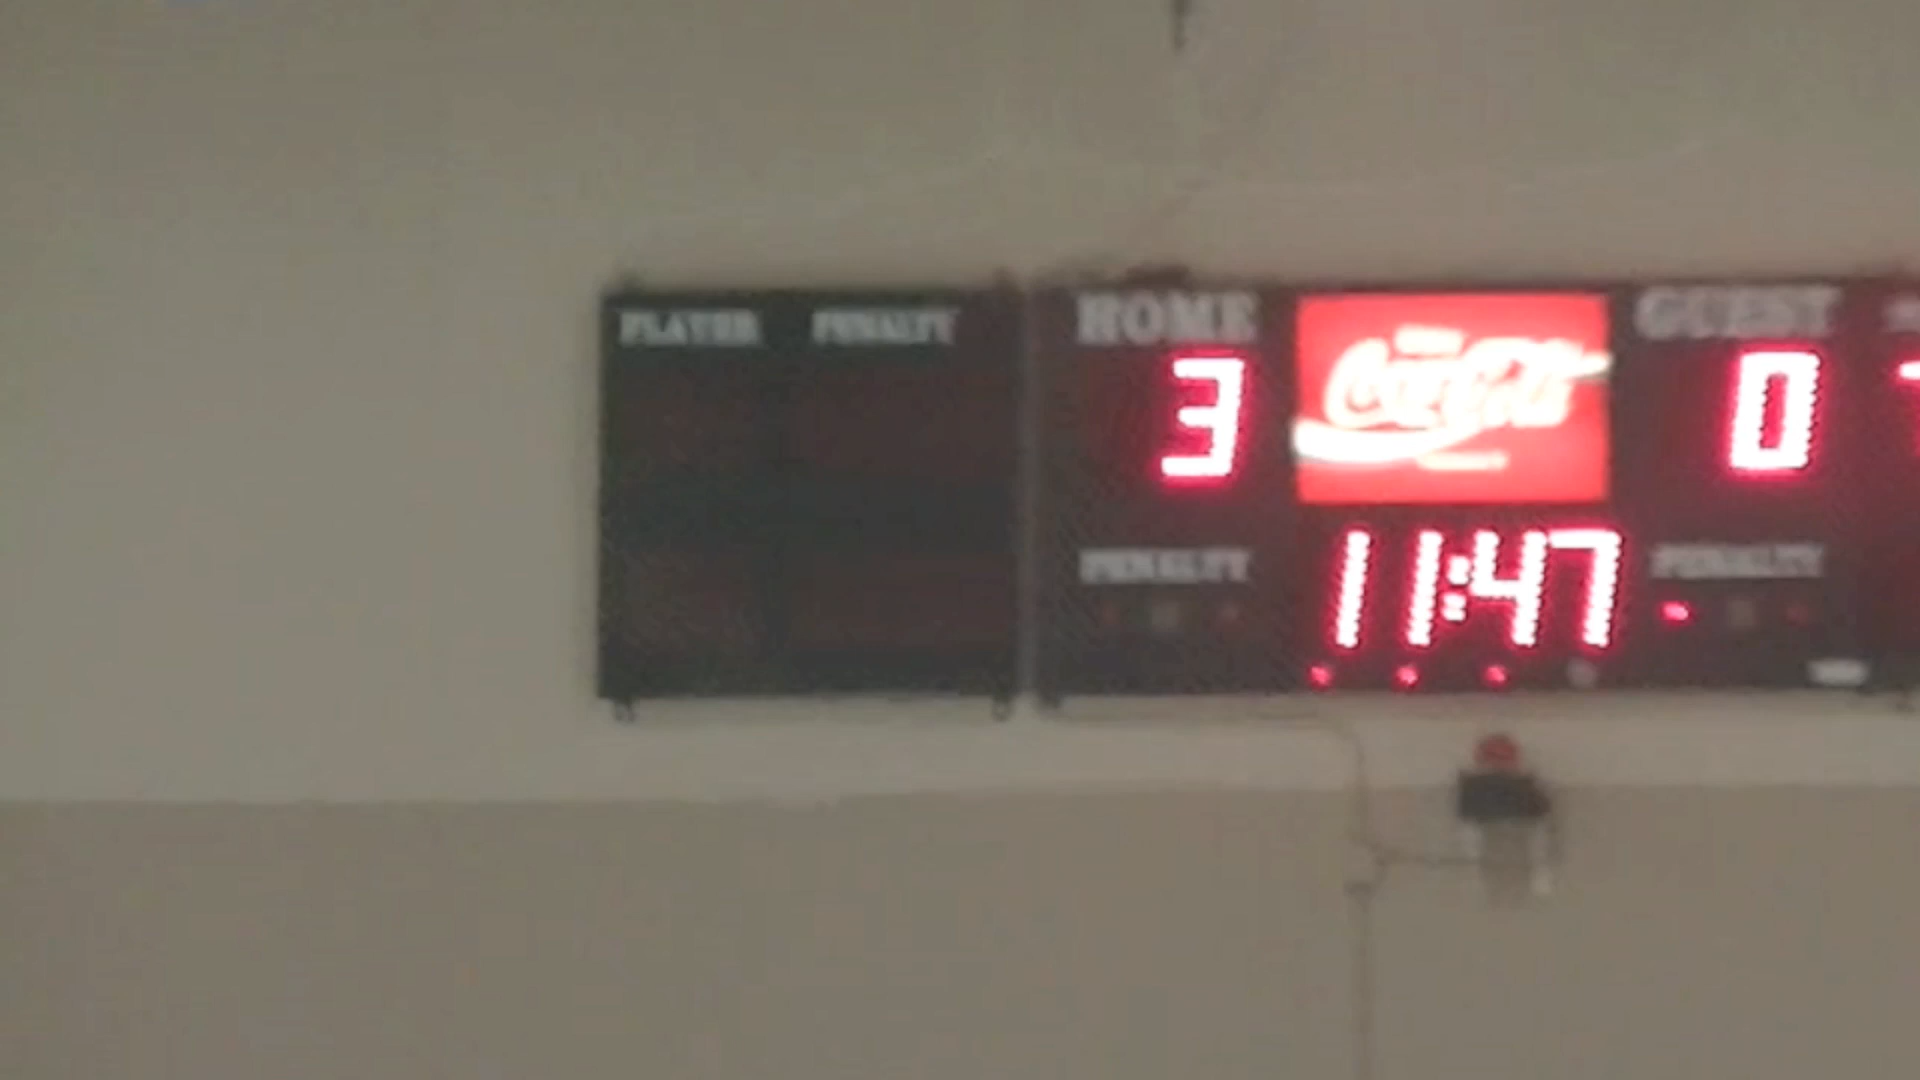 PLAYER PENALTY
HOME Coca-Cola GUEST
3 0
PENALTY 11:47 PENALTY